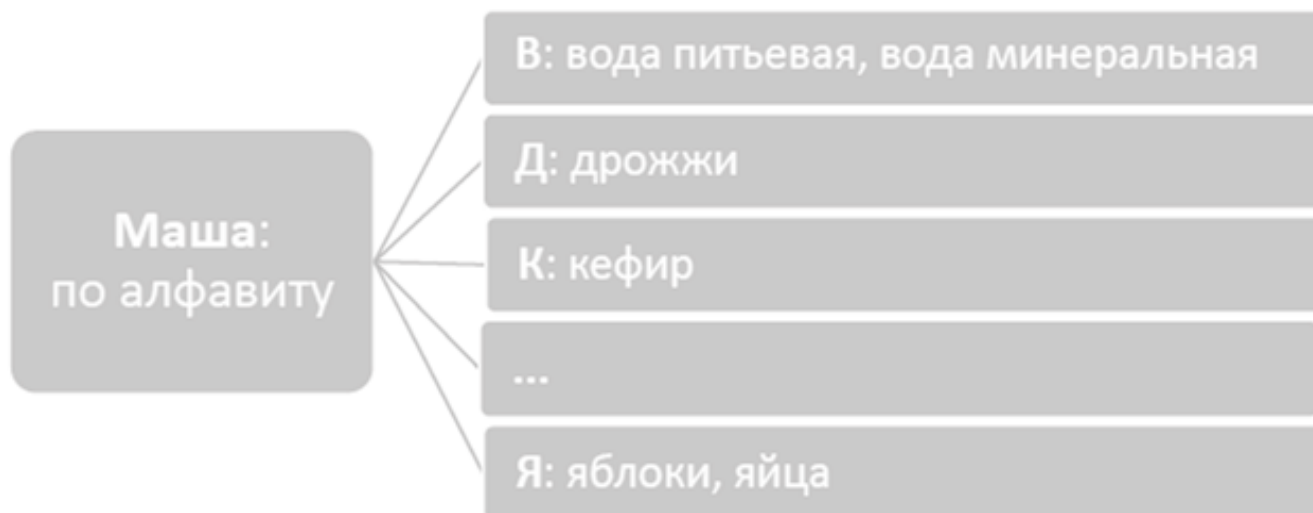 Маша:
по алфавиту
В: вода питьевая, вода минеральная
Д: дрожжи
К: кефир
...
Я: яблоки, яйца